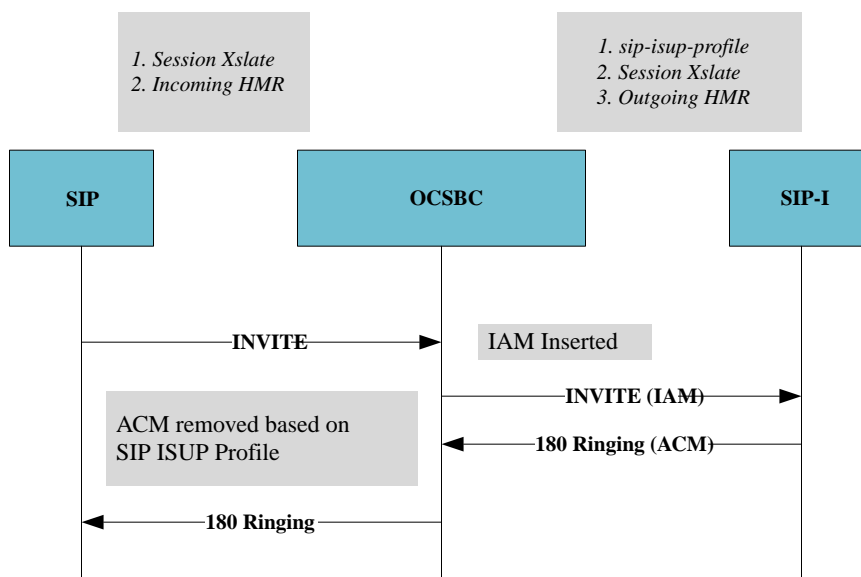 1. Session Xslate
2. Incoming HMR
1. sip-isup-profile
2. Session Xslate
3. Outgoing HMR
SIP
OCSBC
SIP-I
INVITE
IAM Inserted
INVITE (IAM)
ACM removed based on
SIP ISUP Profile
180 Ringing (ACM)
180 Ringing